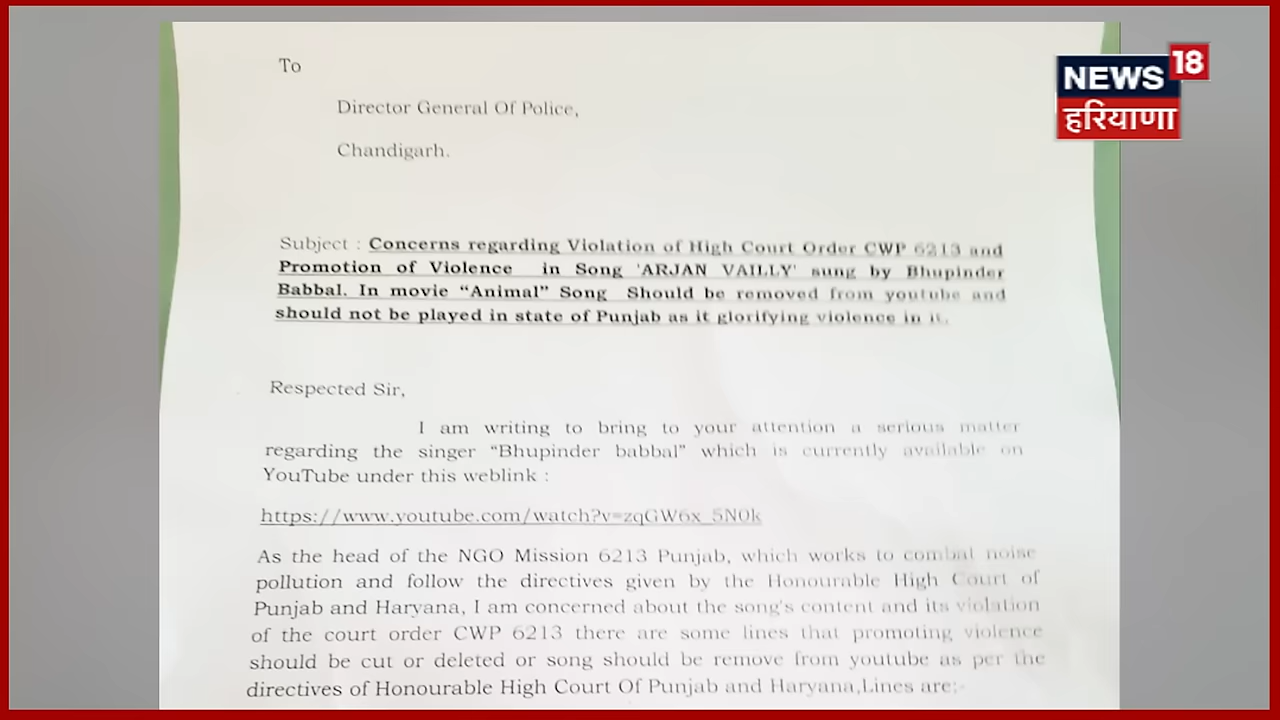 To
NEWS 18
हरियाणा
Director General Of Police,
Chandigarh.
Subject : Concerns regarding Violation of High Court Order CWP 6213 and
Promotion of Violence in Song 'ARJAN VAILLY' sung by Bhupinder
Babbal. In movie “Animal” Song Should be removed from youtube and
should not be played in state of Punjab as it glorifying violence in it.
Respected Sir,
I am writing to bring to your attention a serious matter
regarding the singer “Bhupinder babbal” which is currently available on
YouTube under this weblink :
https://www.youtube.com/watch?v=zqGW6x_5N0k
As the head of the NGO Mission 6213 Punjab, which works to combat noise
pollution and follow the directives given by the Honourable High Court of
Punjab and Haryana, I am concerned about the song's content and its violation
of the court order CWP 6213 there are some lines that promoting violence
should be cut or deleted or song should be remove from youtube as per the
directives of Honourable High Court Of Punjab and Haryana,Lines are:-